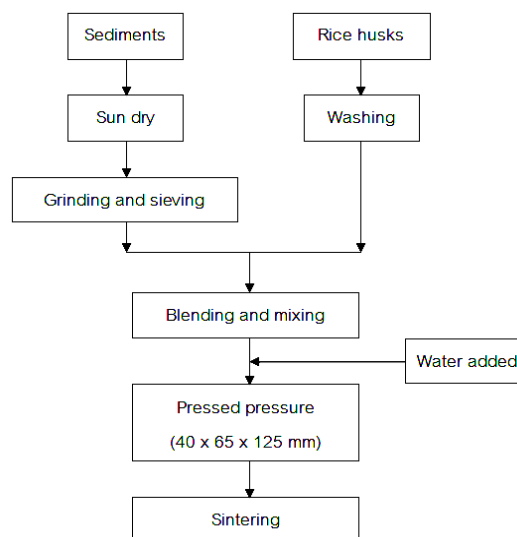 Sediments
Rice husks
Sun dry
Washing
Grinding and sieving
Blending and mixing
Water added
Pressed pressure
(40 x 65 x 125 mm)
Sintering